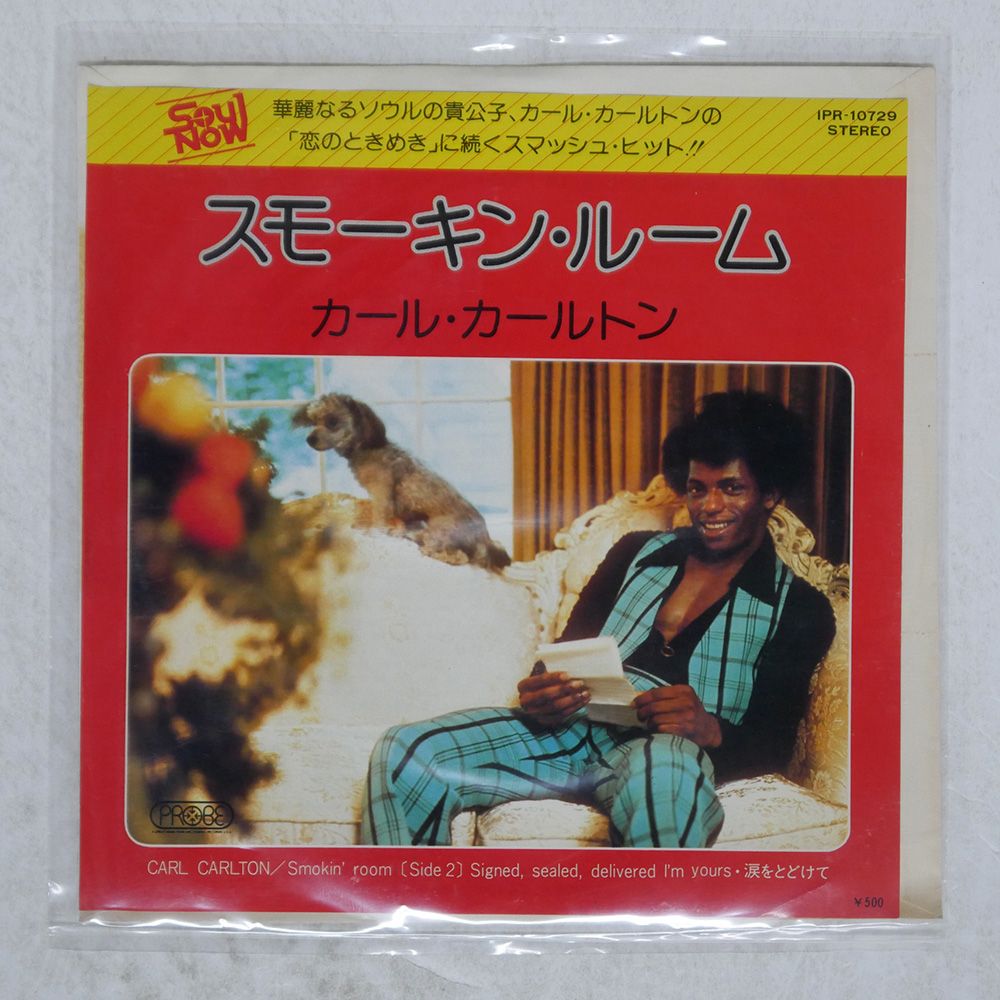 Soul NOW
華麗なるソウルの貴公子、カール・カールトンの
「恋のときめき」に続くスマッシュ・ヒット!!
IPR-10729
STEREO
スモーキン・ルーム
カール・カールトン
PROBE
CARL CARLTON/Smokin' room〔Side 2〕Signed, sealed, delivered I'm yours・涙をとどけて
¥500